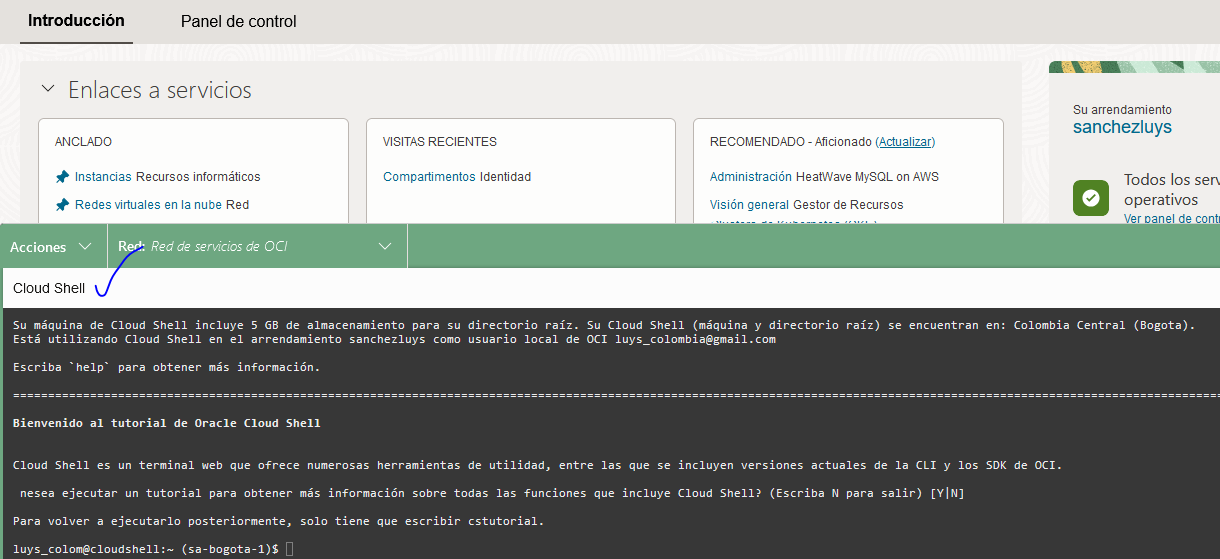 Introducción
Panel de control
Enlaces a servicios
ANCLADO
Instancias Recursos informáticos
Redes virtuales en la nube Red
VISITAS RECIENTES
Compartimentos Identidad
RECOMENDADO - Aficionado (Actualizar)
Administración HeatWave MySQL on AWS
Visión general Gestor de Recursos
Su arrendamiento
sanchezluys
Todos los serv
operativos
Ver panel de contr
Acciones
Red: Red de servicios de OCI
Cloud Shell
Su máquina de Cloud Shell incluye 5 GB de almacenamiento para su directorio raíz. Su Cloud Shell (máquina y directorio raíz) se encuentran en: Colombia Central (Bogota).
Está utilizando Cloud Shell en el arrendamiento sanchezluys como usuario local de OCI luys_colombia@gmail.com
Escriba `help` para obtener más información.
Bienvenido al tutorial de Oracle Cloud Shell
Cloud Shell es un terminal web que ofrece numerosas herramientas de utilidad, entre las que se incluyen versiones actuales de la CLI y los SDK de OCI.
nesea ejecutar un tutorial para obtener más información sobre todas las funciones que incluye Cloud Shell? (Escriba N para salir) [Y|N]
Para volver a ejecutarlo posteriormente, solo tiene que escribir cstutorial.
luys_colom@cloudshell:~ (sa-bogota-1)$